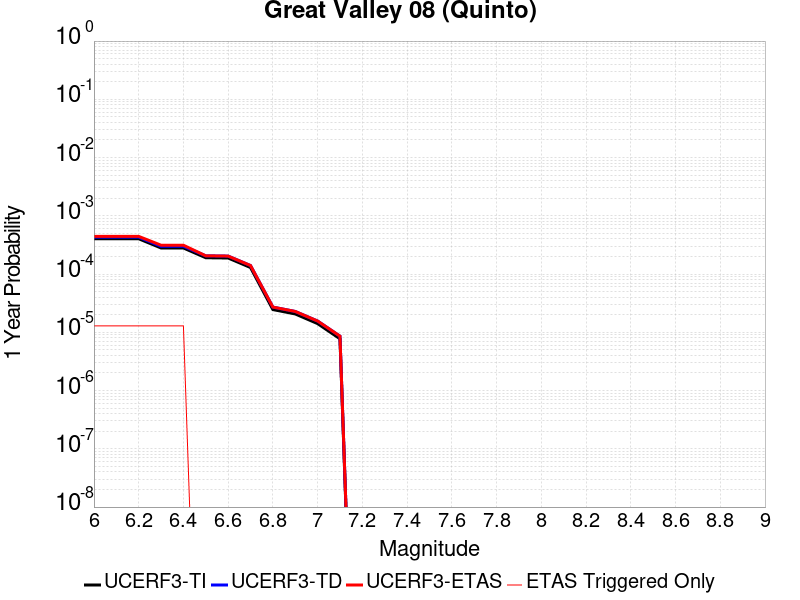 Great Valley 08 (Quinto)
10^0
10^-1
10^-2
10^-3
10^-4
10^-5
10^-6
10^-7
10^-8
1 Year Probability
6 6.2 6.4 6.6 6.8 7 7.2 7.4 7.6 7.8 8 8.2 8.4 8.6 8.8 9
Magnitude
UCERF3-TI UCERF3-TD UCERF3-ETAS ETAS Triggered Only